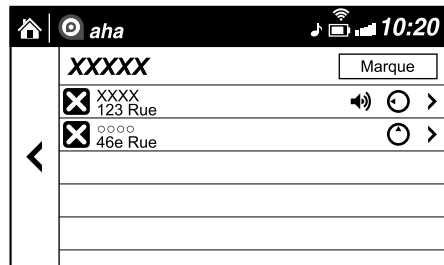 aha
10:20
XXXXX
Marque
XXXX
123 Rue
○○○○
46e Rue